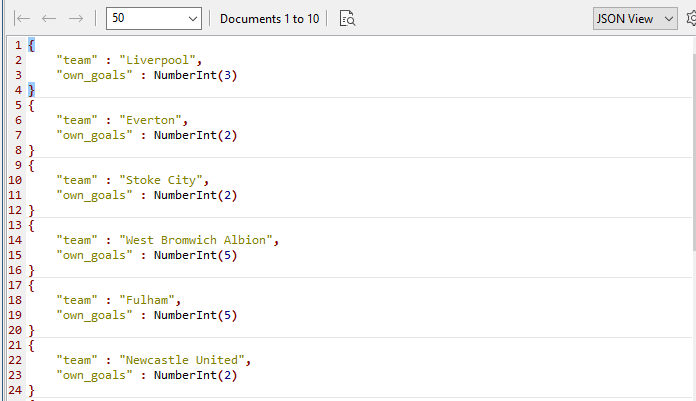 50 Documents 1 to 10 JSON View
1 {
2 "team" : "Liverpool",
3 "own_goals" : NumberInt(3)
4 }
5 {
6 "team" : "Everton",
7 "own_goals" : NumberInt(2)
8 }
9 {
10 "team" : "Stoke City",
11 "own_goals" : NumberInt(2)
12 }
13 {
14 "team" : "West Bromwich Albion",
15 "own_goals" : NumberInt(5)
16 }
17 {
18 "team" : "Fulham",
19 "own_goals" : NumberInt(5)
20 }
21 {
22 "team" : "Newcastle United",
23 "own_goals" : NumberInt(2)
24 }